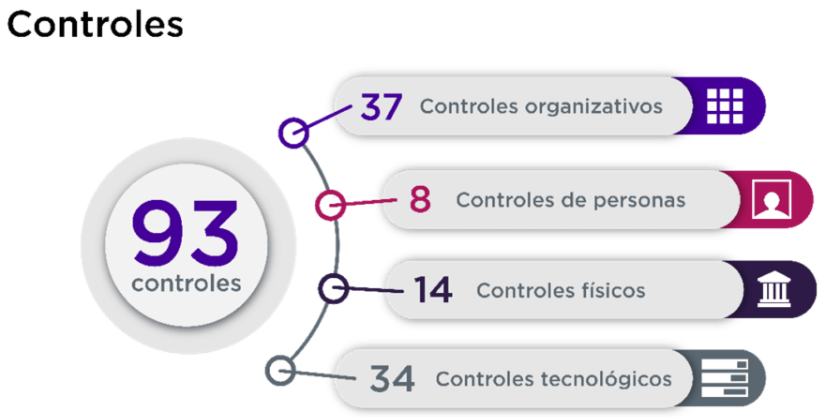 Controles
93
controles
37 Controles organizativos
8 Controles de personas
14 Controles físicos
34 Controles tecnológicos